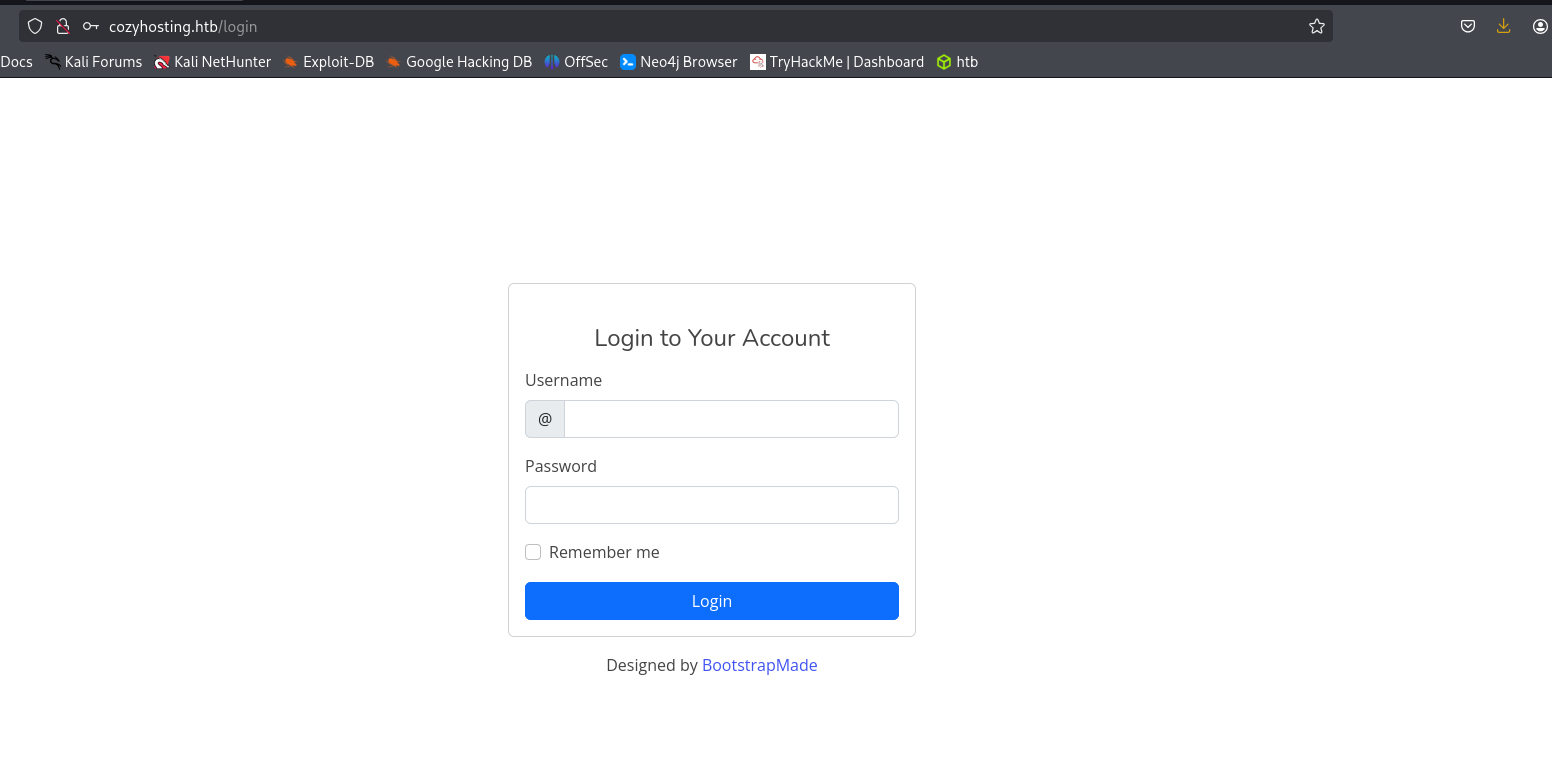 cozyhosting.htb/login
Docs Kali Forums Kali NetHunter Exploit-DB Google Hacking DB OffSec Neo4j Browser TryHackMe | Dashboard htb
Login to Your Account
Username
@
Password
Remember me
Login
Designed by BootstrapMade